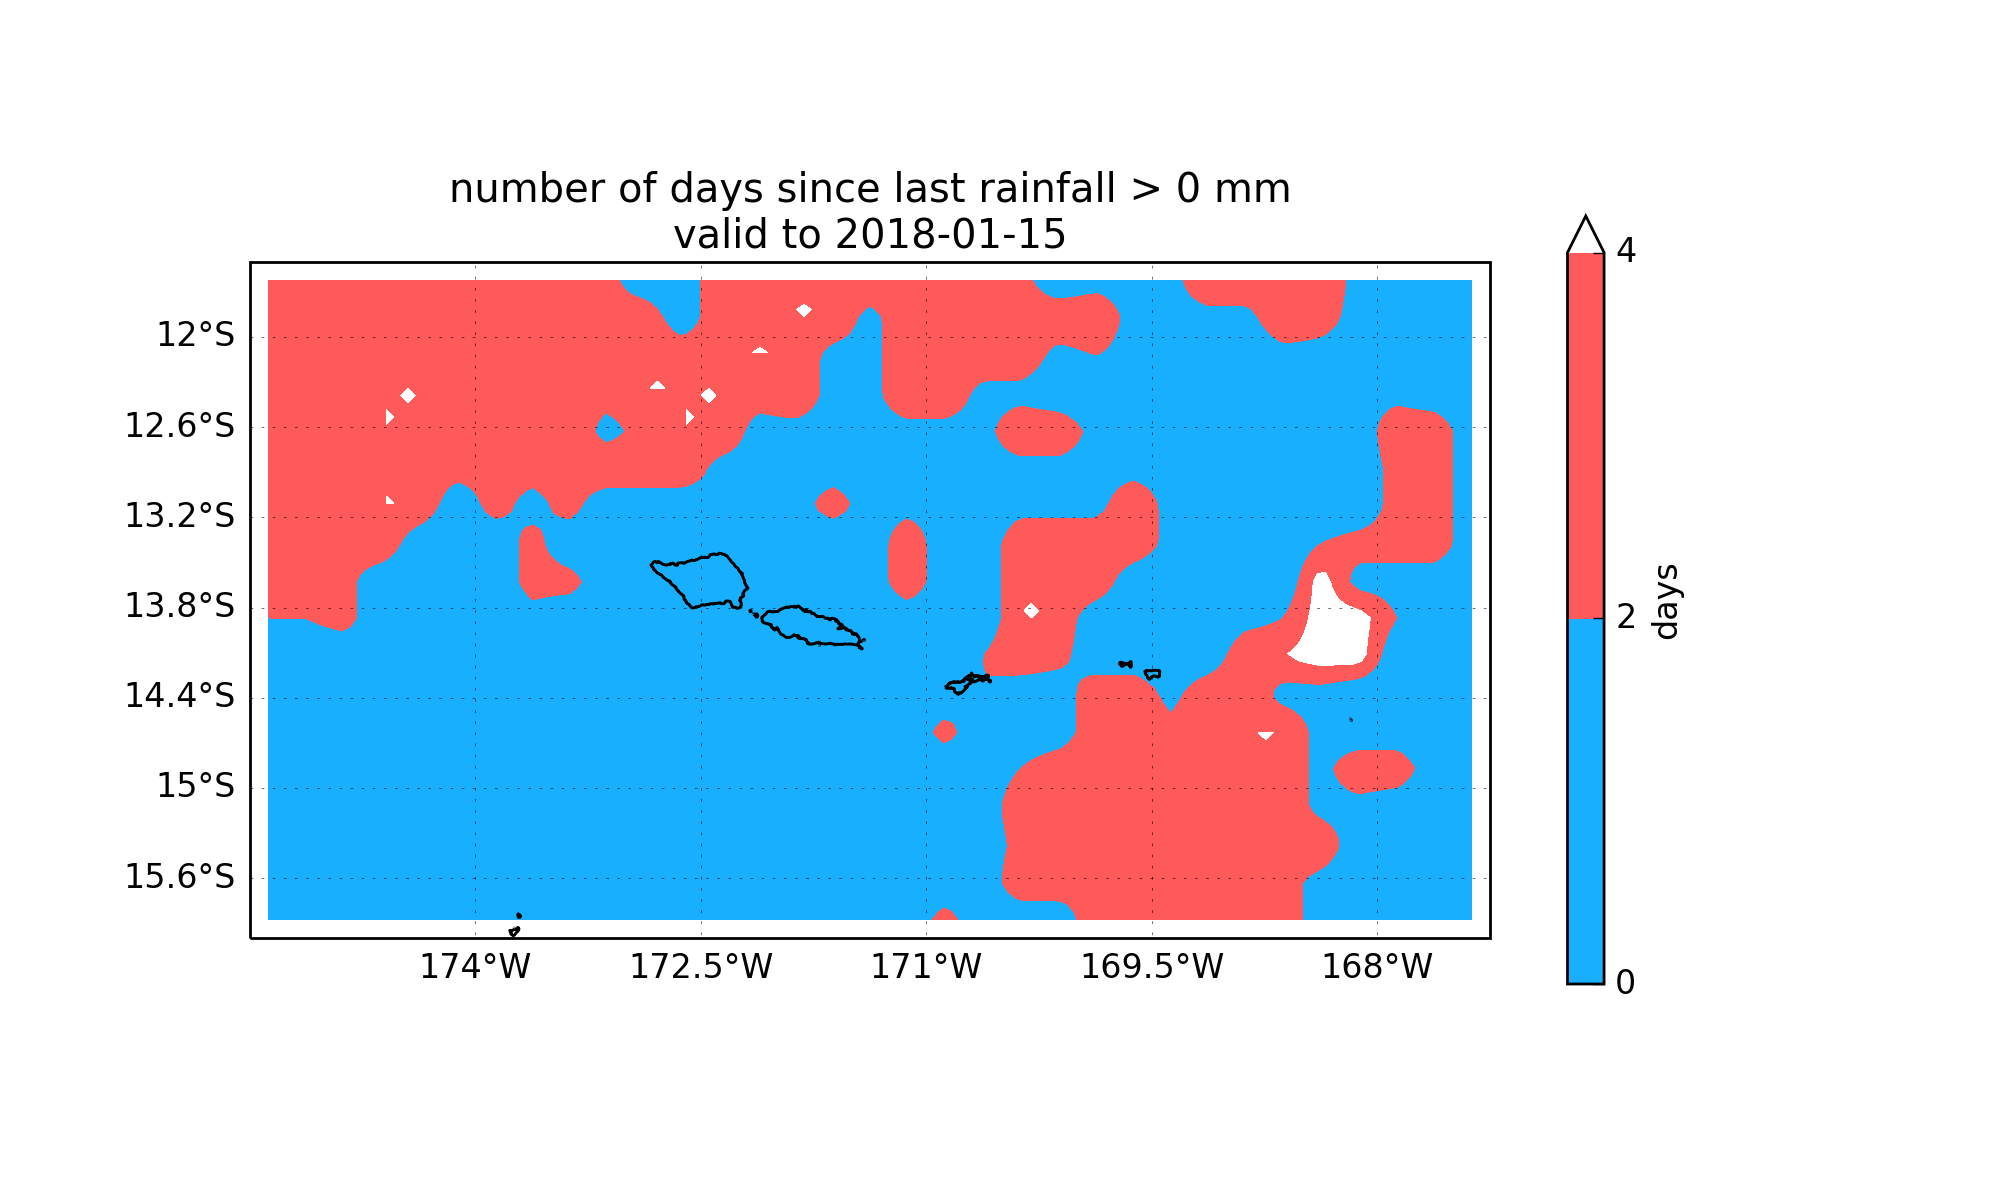 number of days since last rainfall > 0 mm
valid to 2018-01-15
12°S
12.6°S
13.2°S
13.8°S
14.4°S
15°S
15.6°S
174°W
172.5°W
171°W
169.5°W
168°W
4
2
0
days